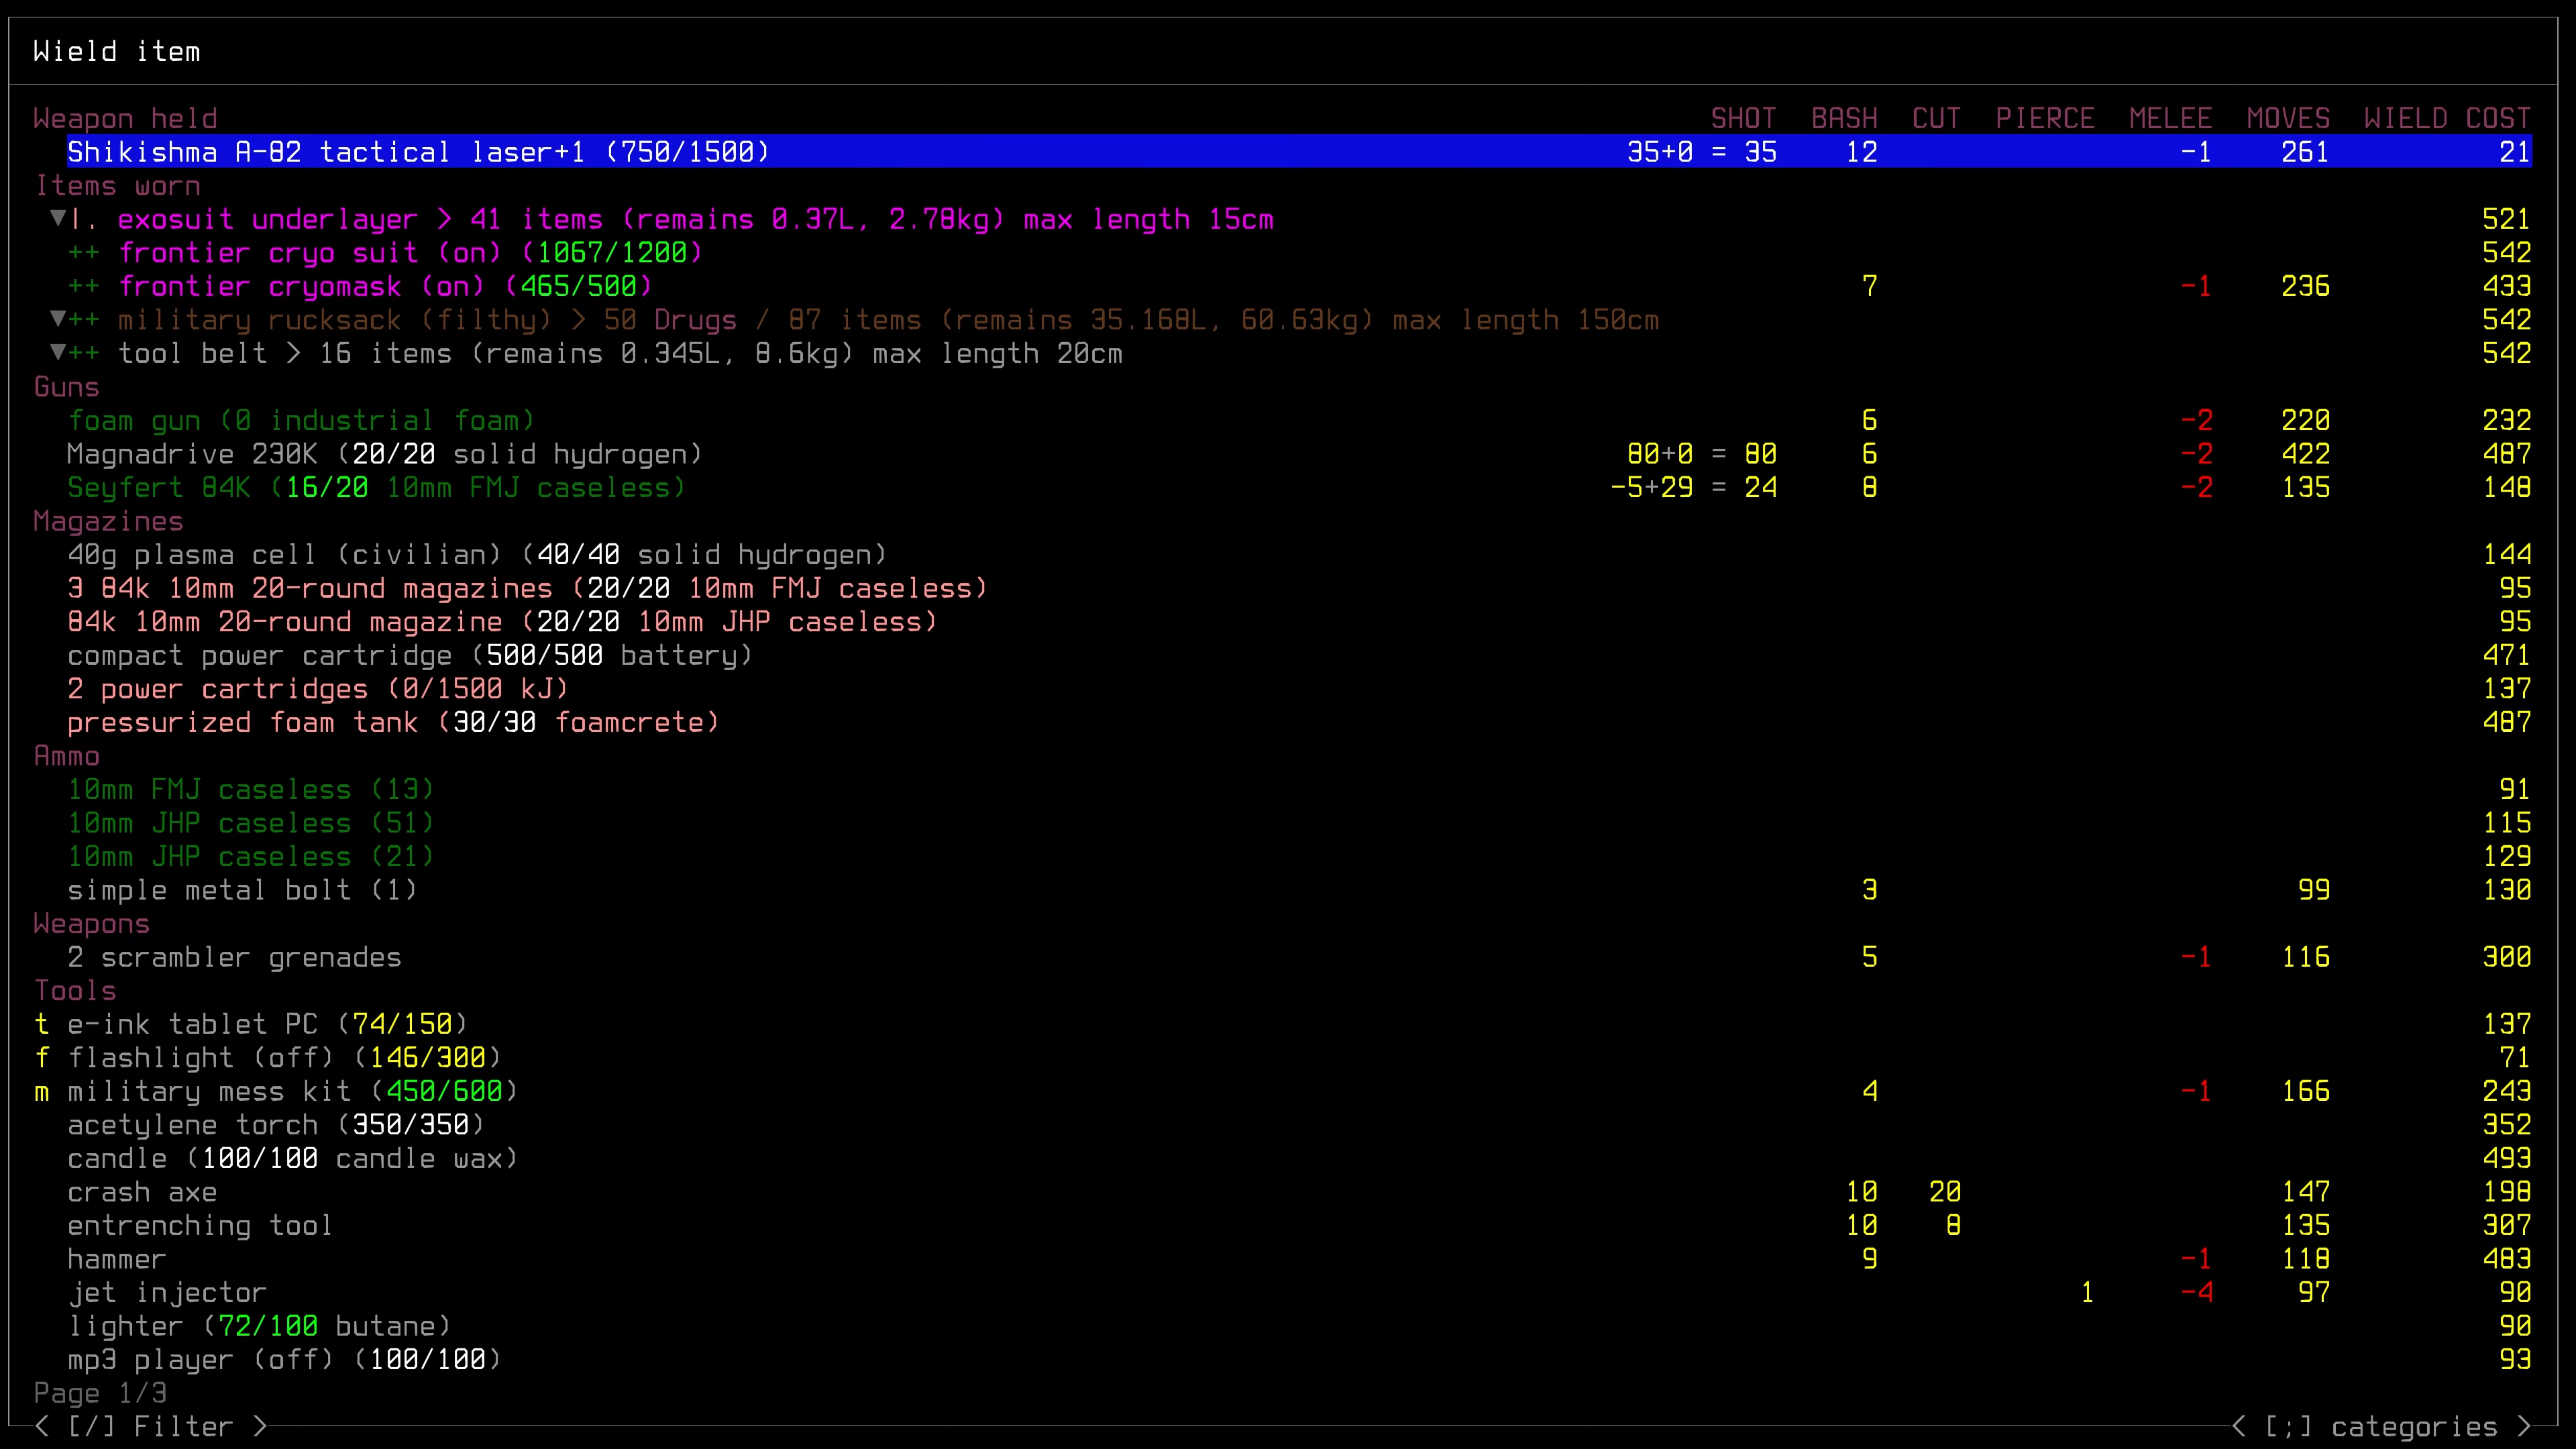 Wield item
Weapon held SHOT BASH CUT PIERCE MELEE MOVES WIELD COST
Shikishma A-82 tactical laser+1 (750/1500) 35+0 = 35 12 -1 261 21
Items worn
▼|. exosuit underlayer > 41 items (remains 0.37L, 2.78kg) max length 15cm 521
++ frontier cryo suit (on) (1067/1200) 542
++ frontier cryomask (on) (465/500) 7 -1 236 433
▼++ military rucksack (filthy) > 50 Drugs / 87 items (remains 35.168L, 60.63kg) max length 150cm 542
▼++ tool belt > 16 items (remains 0.345L, 8.6kg) max length 20cm 542
Guns
foam gun (0 industrial foam) 6 -2 220 232
Magnadrive 230K (20/20 solid hydrogen) 80+0 = 80 6 -2 422 487
Seyfert 84K (16/20 10mm FMJ caseless) -5+29 = 24 8 -2 135 148
Magazines
40g plasma cell (civilian) (40/40 solid hydrogen) 144
3 84k 10mm 20-round magazines (20/20 10mm FMJ caseless) 95
84k 10mm 20-round magazine (20/20 10mm JHP caseless) 95
compact power cartridge (500/500 battery) 471
2 power cartridges (0/1500 kJ) 137
pressurized foam tank (30/30 foamcrete) 487
Ammo
10mm FMJ caseless (13) 91
10mm JHP caseless (51) 115
10mm JHP caseless (21) 129
simple metal bolt (1) 3 99 130
Weapons
2 scrambler grenades 5 -1 116 300
Tools
t e-ink tablet PC (74/150) 137
f flashlight (off) (146/300) 71
m military mess kit (450/600) 4 -1 166 243
acetylene torch (350/350) 352
candle (100/100 candle wax) 493
crash axe 10 20 147 198
entrenching tool 10 8 135 307
hammer 9 -1 118 483
jet injector 1 -4 97 90
lighter (72/100 butane) 90
mp3 player (off) (100/100) 93
Page 1/3
< [/] Filter > < [;] categories >